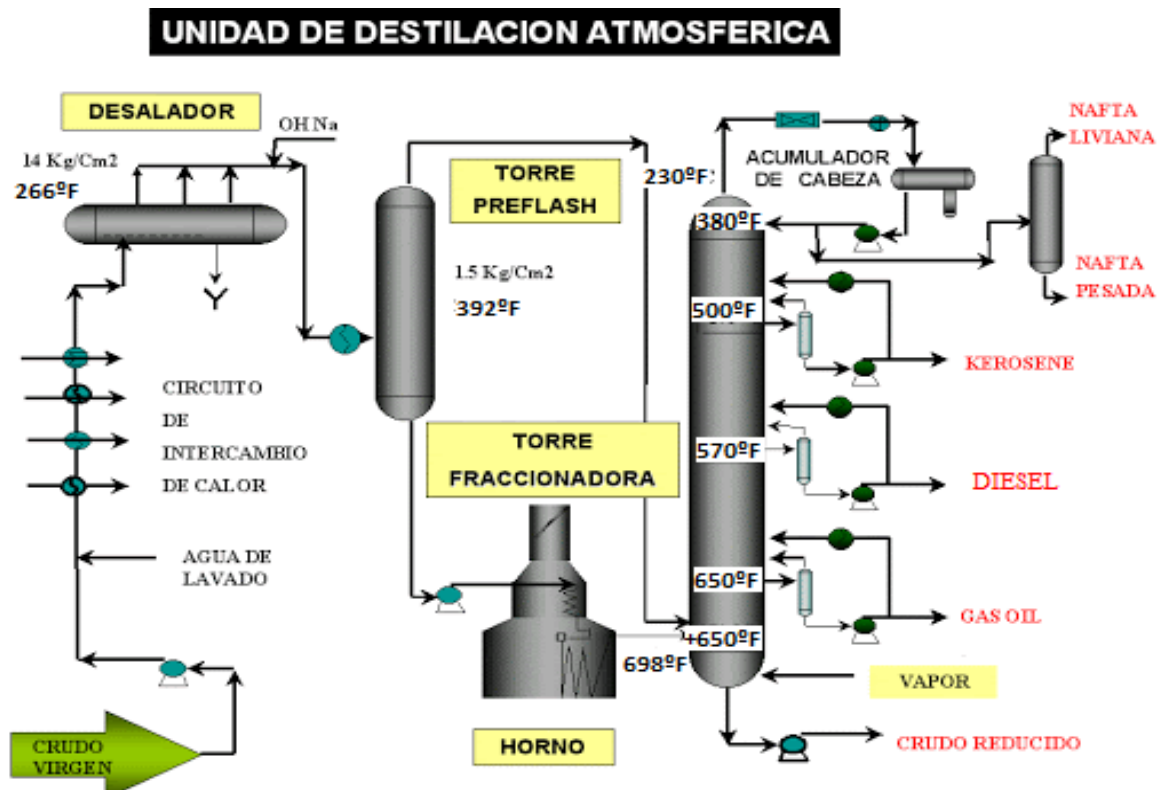 UNIDAD DE DESTILACION ATMOSFERICA
DESALADOR
OH Na
14 Kg/Cm2
266ºF
TORRE
PREFLASH
1.5 Kg/Cm2
392ºF
230ºF
ACUMULADOR
DE CABEZA
NAFTA
LIVIANA
380ºF
NAFTA
PESADA
500ºF
KEROSENE
CIRCUITO
DE
INTERCAMBIO
DE CALOR
TORRE
FRACCIONADORA
570ºF
DIESEL
AGUA DE
LAVADO
650ºF
GAS OIL
+650ºF
698ºF
VAPOR
HORNO
CRUDO REDUCIDO
CRUDO
VIRGEN